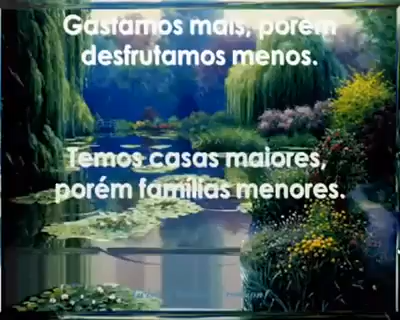 Gastamos mais, porém
desfrutamos menos.
Temos casas maiores,
porém famílias menores.